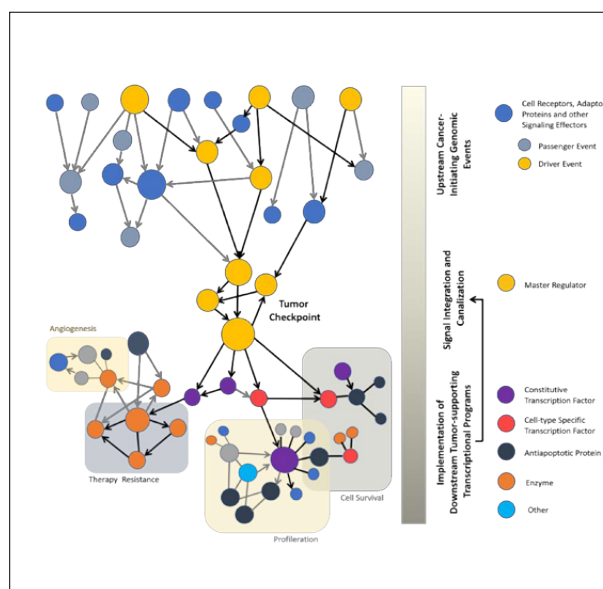 Cell Receptors, Adapto
Proteins and other
Signaling Effectors
Passenger Event
Driver Event
Upstream Cancer-
Initiating Genomic
Events
Master Regulator
Signal Integration and
Canalization
Tumor
Checkpoint
Angiogenesis
Therapy Resistance
Cell Survival
Profileration
Implementation of
Downstream Tumor-supporting
Transcriptional Programs
Constitutive
Transcription Factor
Cell-type Specific
Transcription Factor
Antiapoptotic Protein
Enzyme
Other